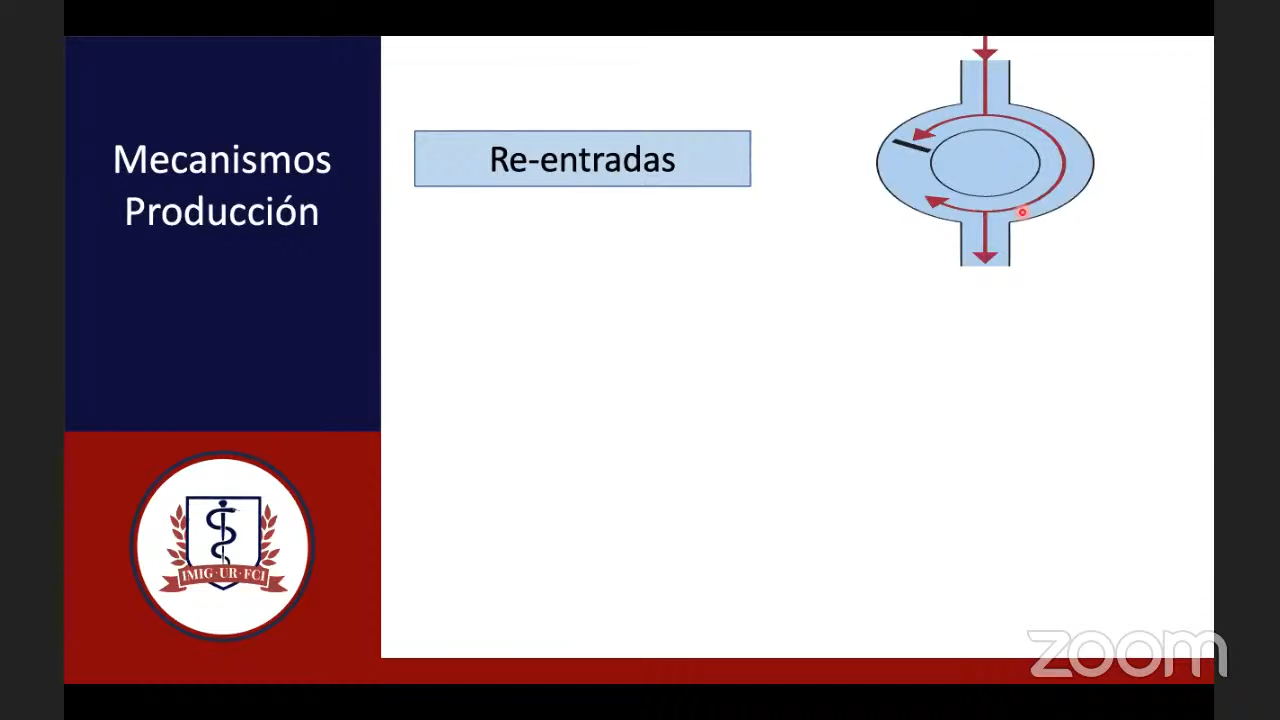 Mecanismos
Producción
Re-entradas
IMIG·UR·FCI
zoom